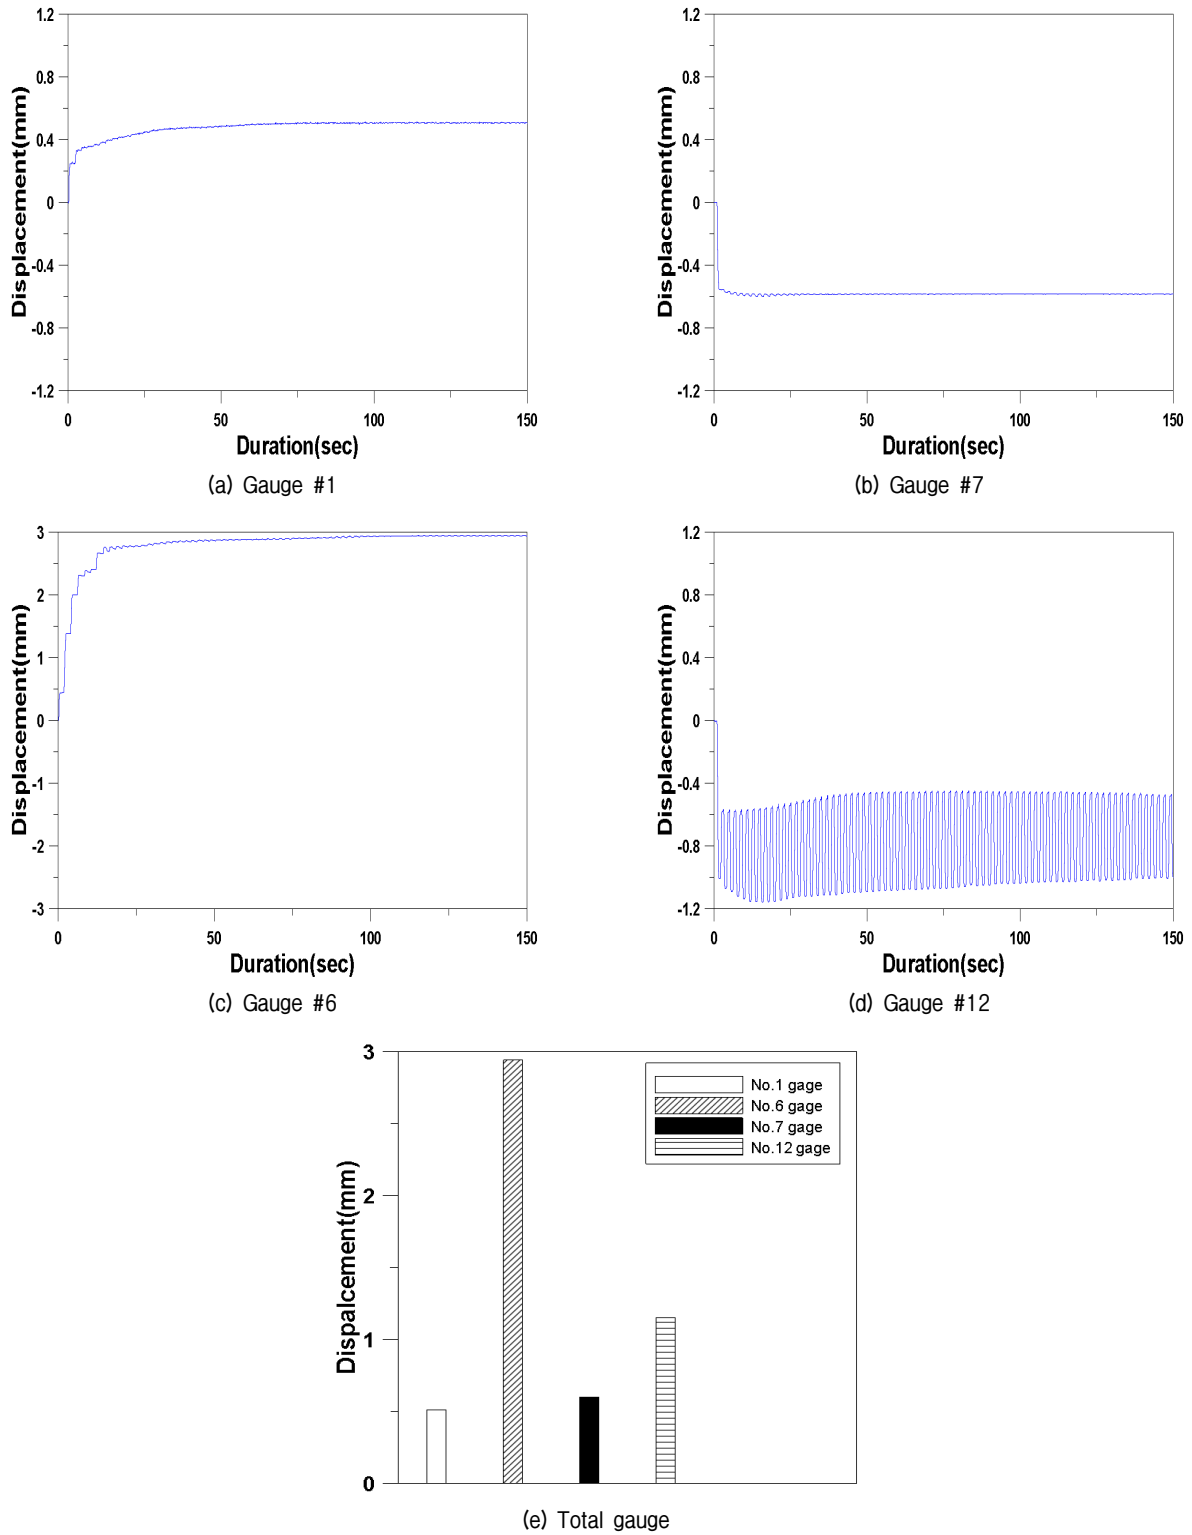 1.2
0.8
0.4
0
-0.4
-0.8
-1.2
Displacement(mm)
0 50 100 150
Duration(sec)
(a) Gauge #1
1.2
0.8
0.4
0
-0.4
-0.8
-1.2
Displacement(mm)
0 50 100 150
Duration(sec)
(b) Gauge #7
3
2
1
0
-1
-2
-3
Displacement(mm)
0 50 100 150
Duration(sec)
(c) Gauge #6
1.2
0.8
0.4
0
-0.4
-0.8
-1.2
Displacement(mm)
0 50 100 150
Duration(sec)
(d) Gauge #12
3
2
1
0
Dispalcement(mm)
No.1 gage
No.6 gage
No.7 gage
No.12 gage
(e) Total gauge